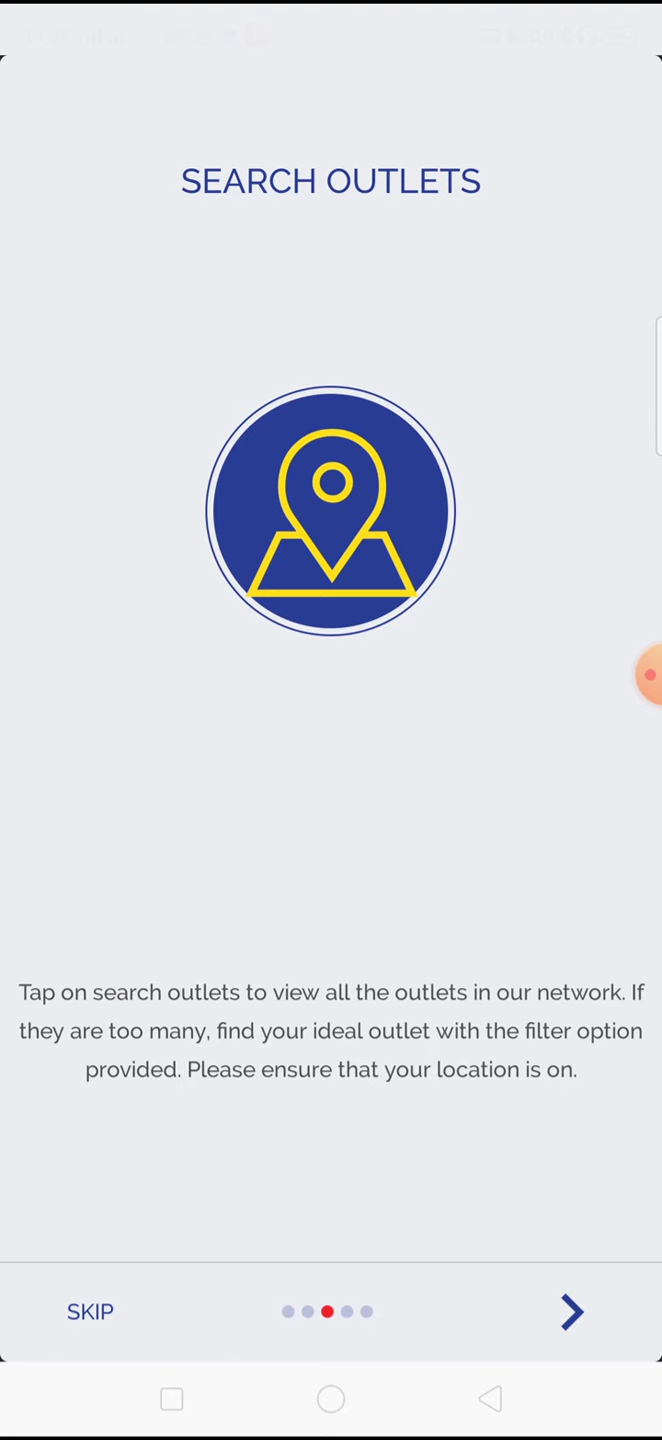 SEARCH OUTLETS
Tap on search outlets to view all the outlets in our network. If
they are too many, find your ideal outlet with the filter option
provided. Please ensure that your location is on.
SKIP